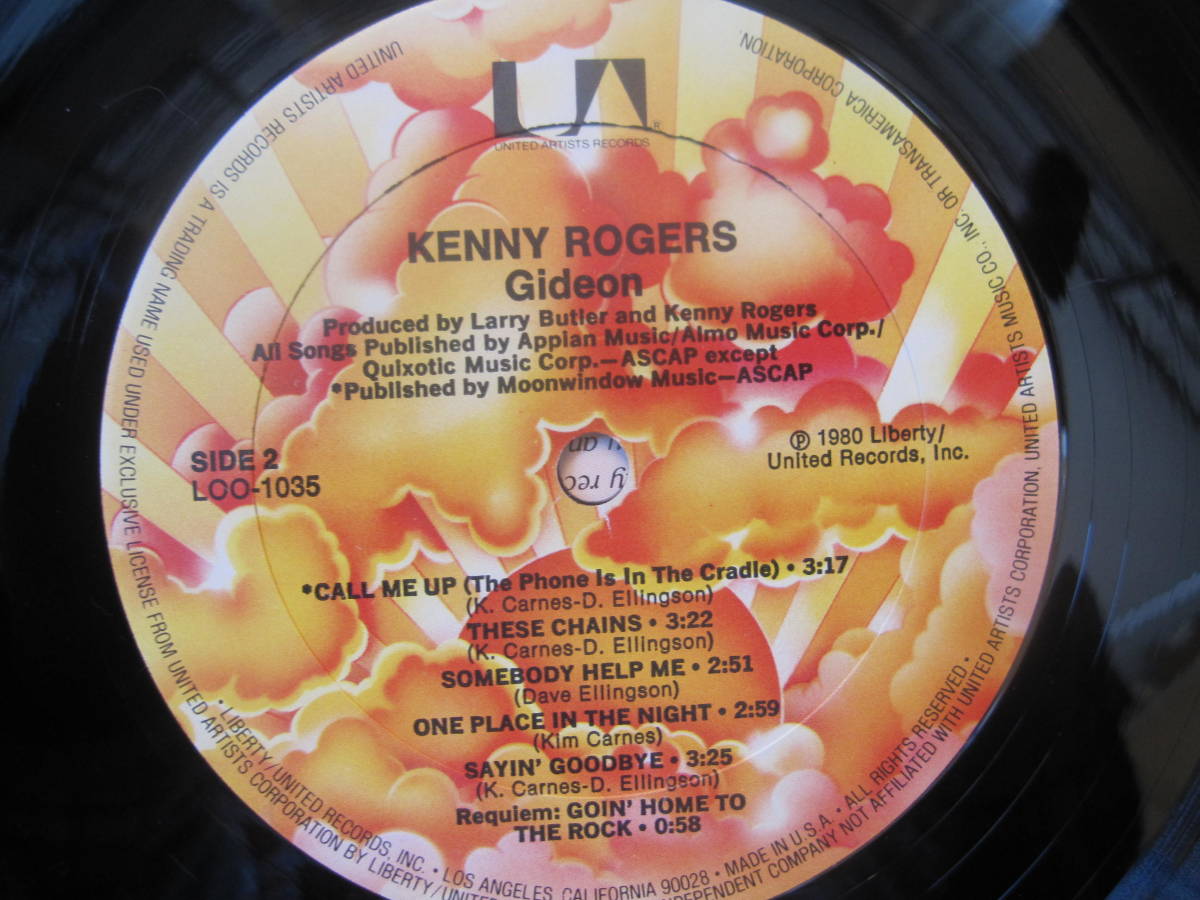 UA
UNITED ARTISTS RECORDS
KENNY ROGERS
Gideon
Produced by Larry Butler and Kenny Rogers
All Songs Published by Appian Music/Almo Music Corp./
Quixotic Music Corp.—ASCAP except
*Published by Moonwindow Music—ASCAP
SIDE 2
LOO-1035
℗ 1980 Liberty/
United Records, Inc.
y rec
*CALL ME UP (The Phone Is In The Cradle) • 3:17
(K. Carnes-D. Ellingson)
THESE CHAINS • 3:22
(K. Carnes-D. Ellingson)
SOMEBODY HELP ME • 2:51
(Dave Ellingson)
ONE PLACE IN THE NIGHT • 2:59
(Kim Carnes)
SAYIN' GOODBYE • 3:25
(K. Carnes-D. Ellingson)
Requiem: GOIN' HOME TO
THE ROCK • 0:58
• LIBERTY/UNITED RECORDS, INC. • LOS ANGELES, CALIFORNIA 90028 • MADE IN U.S.A. • ALL RIGHTS RESERVED •
UNITED ARTISTS RECORDS IS A TRADING NAME USED UNDER EXCLUSIVE LICENSE FROM UNITED ARTISTS CORPORATION BY LIBERTY/UNITED INDEPENDENT COMPANY NOT AFFILIATED WITH UNITED ARTISTS CORPORATION, UNITED ARTISTS MUSIC CO., INC. OR TRANSAMERICA CORPORATION.